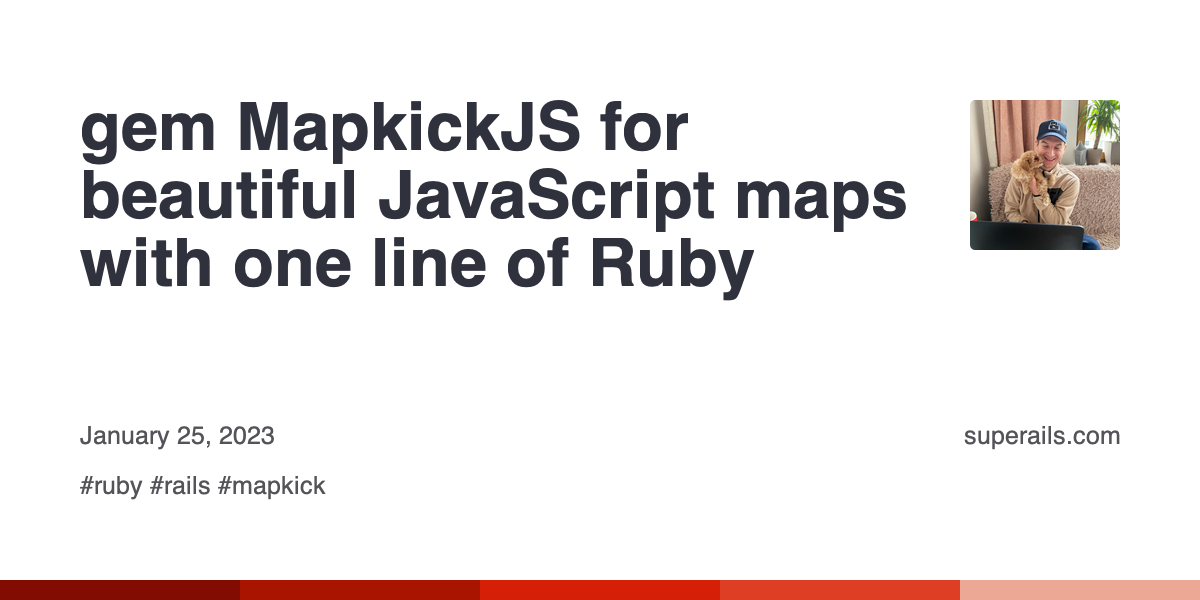 gem MapkickJS for
beautiful JavaScript maps
with one line of Ruby
January 25, 2023
superails.com
#ruby #rails #mapkick